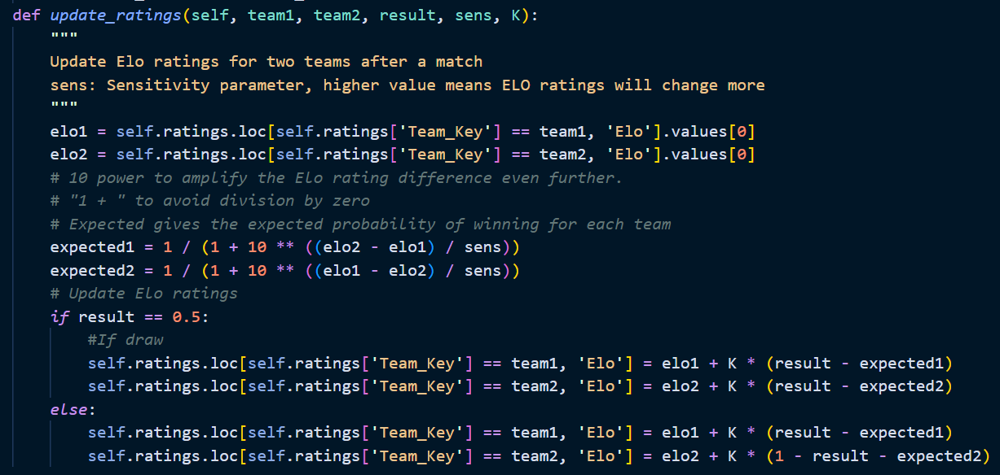 def update_ratings(self, team1, team2, result, sens, K):
    """
    Update Elo ratings for two teams after a match
    sens: Sensitivity parameter, higher value means ELO ratings will change more
    """
    elo1 = self.ratings.loc[self.ratings['Team_Key'] == team1, 'Elo'].values[0]
    elo2 = self.ratings.loc[self.ratings['Team_Key'] == team2, 'Elo'].values[0]
    # 10 power to amplify the Elo rating difference even further.
    # "1 + " to avoid division by zero
    # Expected gives the expected probability of winning for each team
    expected1 = 1 / (1 + 10 ** ((elo2 - elo1) / sens))
    expected2 = 1 / (1 + 10 ** ((elo1 - elo2) / sens))
    # Update Elo ratings
    if result == 0.5:
        #If draw
        self.ratings.loc[self.ratings['Team_Key'] == team1, 'Elo'] = elo1 + K * (result - expected1)
        self.ratings.loc[self.ratings['Team_Key'] == team2, 'Elo'] = elo2 + K * (result - expected2)
    else:
        self.ratings.loc[self.ratings['Team_Key'] == team1, 'Elo'] = elo1 + K * (result - expected1)
        self.ratings.loc[self.ratings['Team_Key'] == team2, 'Elo'] = elo2 + K * (1 - result - expected2)